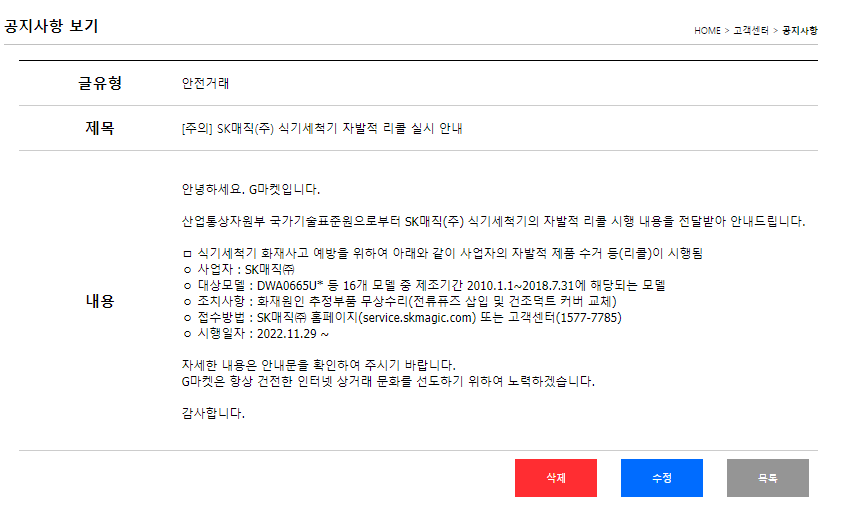 공지사항 보기
HOME > 고객센터 > 공지사항
글유형 안전거래
제목 [주의] SK매직(주) 식기세척기 자발적 리콜 실시 안내
안녕하세요. G마켓입니다.
산업통상자원부 국가기술표준원으로부터 SK매직(주) 식기세척기의 자발적 리콜 시행 내용을 전달받아 안내드립니다.
ㅁ 식기세척기 화재사고 예방을 위하여 아래와 같이 사업자의 자발적 제품 수거 등(리콜)이 시행됨
ㅇ 사업자 : SK매직㈜
ㅇ 대상모델 : DWA0665U* 등 16개 모델 중 제조기간 2010.1.1~2018.7.31에 해당되는 모델
내용
ㅇ 조치사항 : 화재원인 추정부품 무상수리(전류퓨즈 삽입 및 건조덕트 커버 교체)
ㅇ 접수방법 : SK매직㈜ 홈페이지(service.skmagic.com) 또는 고객센터(1577-7785)
ㅇ 시행일자 : 2022.11.29 ~
자세한 내용은 안내문을 확인하여 주시기 바랍니다.
G마켓은 항상 건전한 인터넷 상거래 문화를 선도하기 위하여 노력하겠습니다.
감사합니다.
삭제 수정 목록